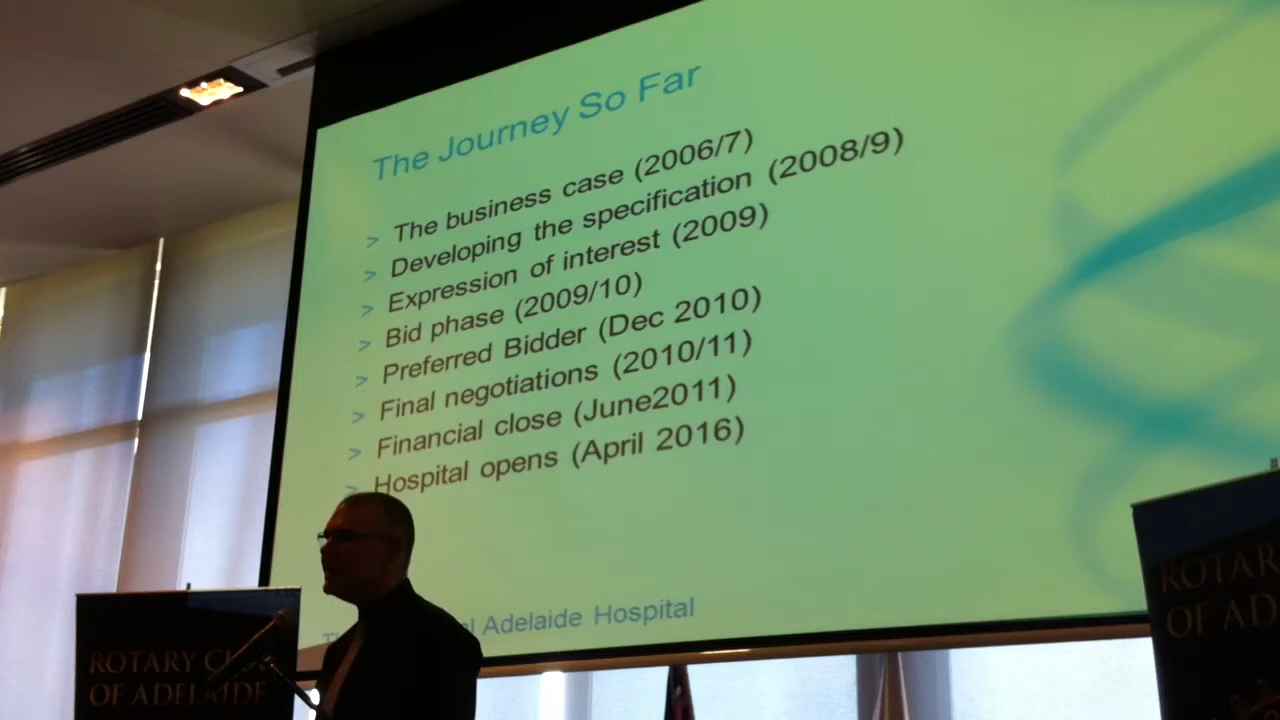 The Journey So Far
> The business case (2006/7)
> Developing the specification (2008/9)
> Expression of interest (2009)
> Bid phase (2009/10)
> Preferred Bidder (Dec 2010)
> Final negotiations (2010/11)
> Financial close (June2011)
> Hospital opens (April 2016)
Adelaide Hospital
ROTARY
OF ADELAIDE
ROTAR
OF AD